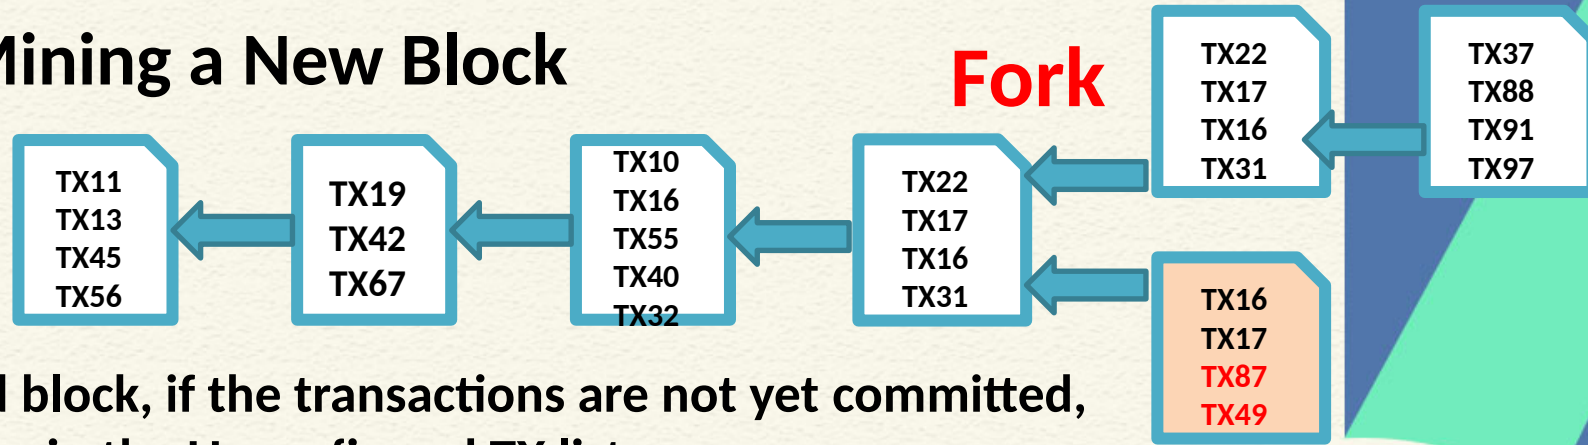 Mining a New Block
Fork
TX11
TX13
TX45
TX56
TX19
TX42
TX67
TX10
TX16
TX55
TX40
TX32
TX22
TX17
TX16
TX31
TX22
TX17
TX16
TX31
TX37
TX88
TX91
TX97
TX16
TX17
TX87
TX49
block, if the transactions are not yet committed,